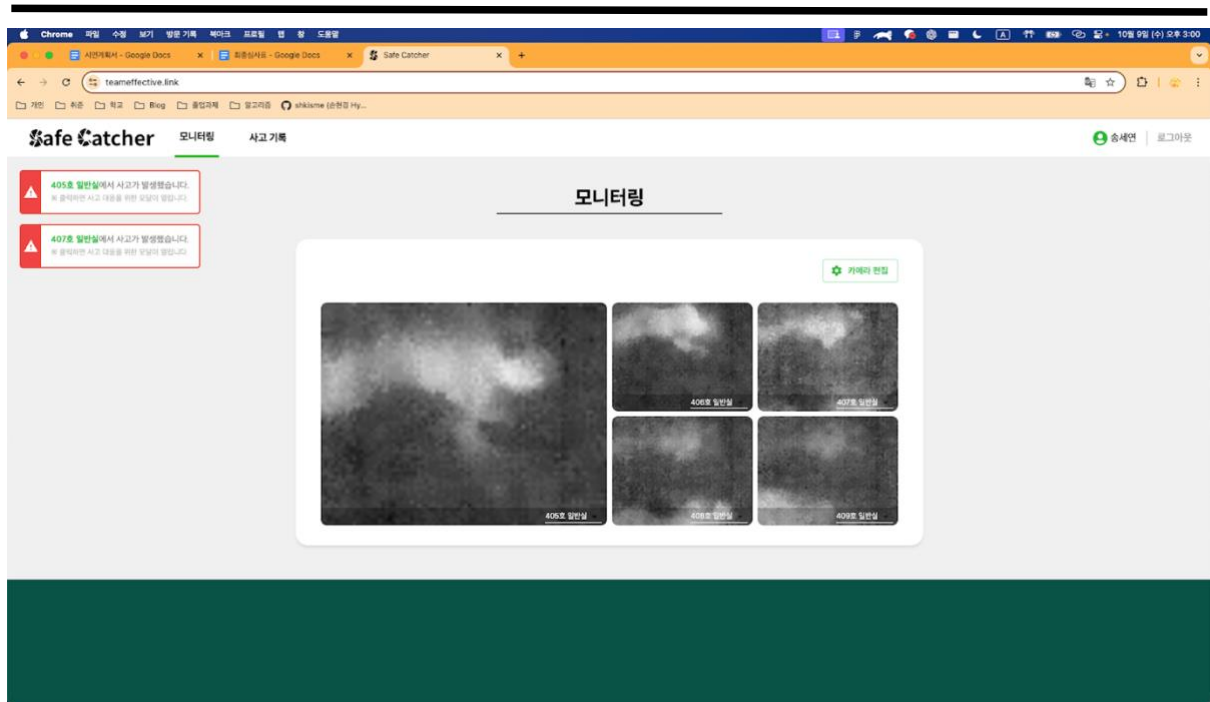 Chrome 파일 수정 보기 방문 기록 북마크 프로필 탭 창 도움말
10월 9일 (수) 오후 3:00
시연계획서 - Google Docs
최종심사표 - Google Docs
Safe Catcher
teameffective.link
개인 취준 학교 Blog 졸업과제 알고리즘 shkisme (손현경 Hy...
Safe Catcher 모니터링 사고 기록 송세연 로그아웃
405호 일반실에서 사고가 발생했습니다.
※ 클릭하면 사고 대응을 위한 모달이 열립니다.
407호 일반실에서 사고가 발생했습니다.
※ 클릭하면 사고 대응을 위한 모달이 열립니다.
모니터링
카메라 편집
406호 일반실
407호 일반실
405호 일반실
408호 일반실
409호 일반실